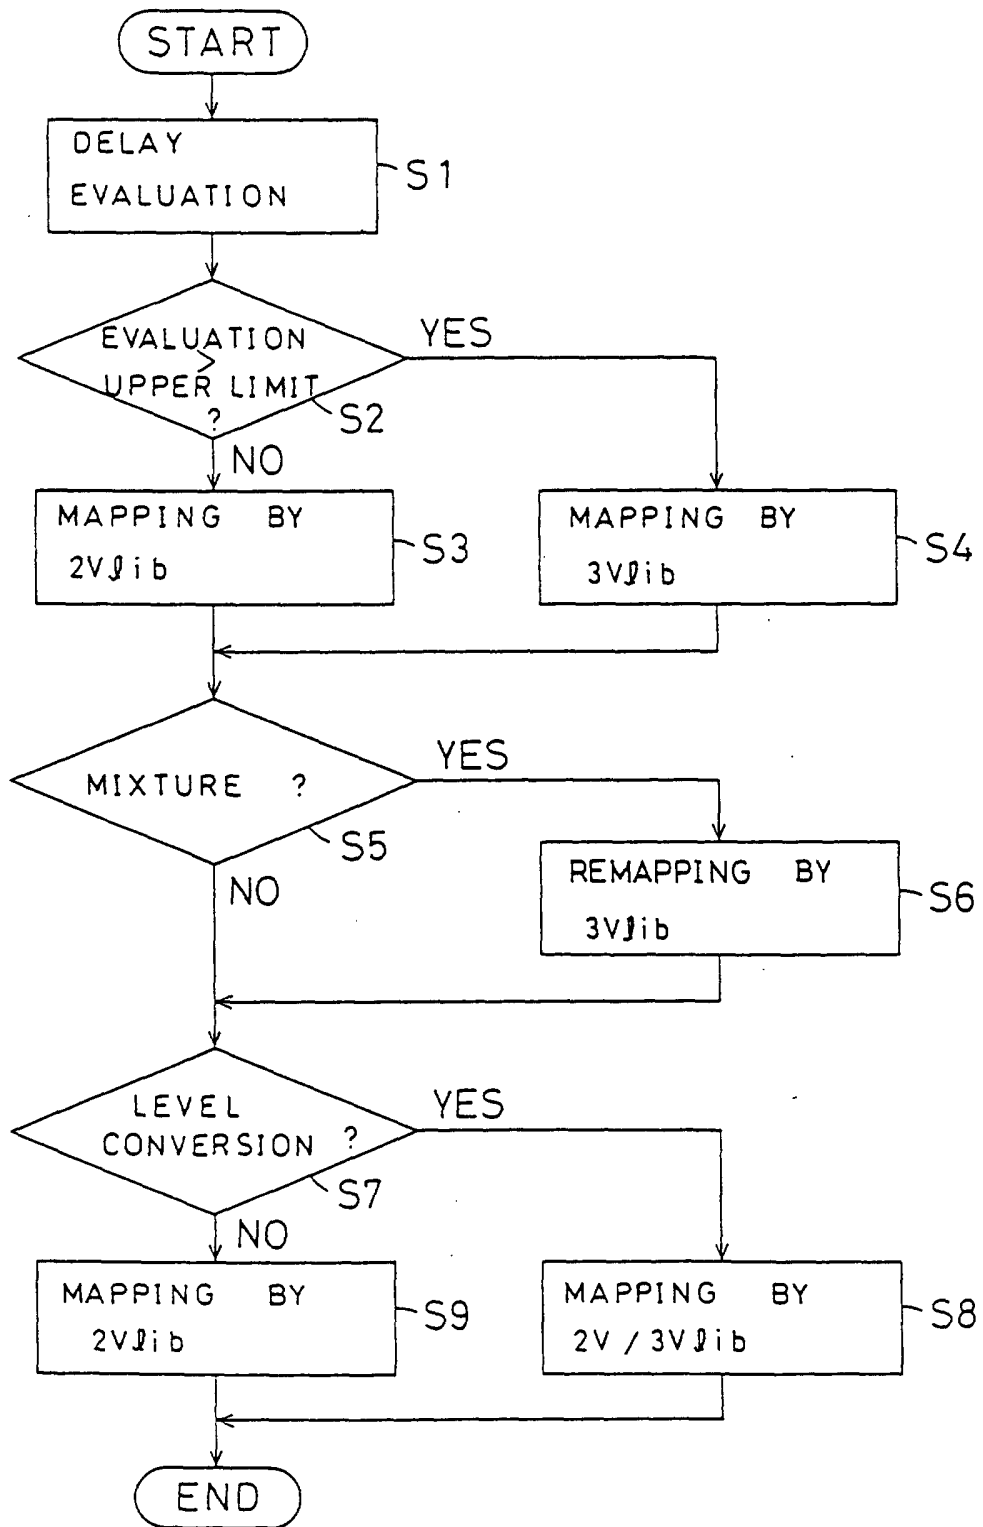 START
DELAY
EVALUATION
S1
EVALUATION
>
UPPER LIMIT
?
S2
YES
NO
MAPPING BY
2Vlib
S3
MAPPING BY
3Vlib
S4
MIXTURE ?
S5
YES
NO
REMAPPING BY
3Vlib
S6
LEVEL
CONVERSION ?
S7
YES
NO
MAPPING BY
2Vlib
S9
MAPPING BY
2V / 3Vlib
S8
END